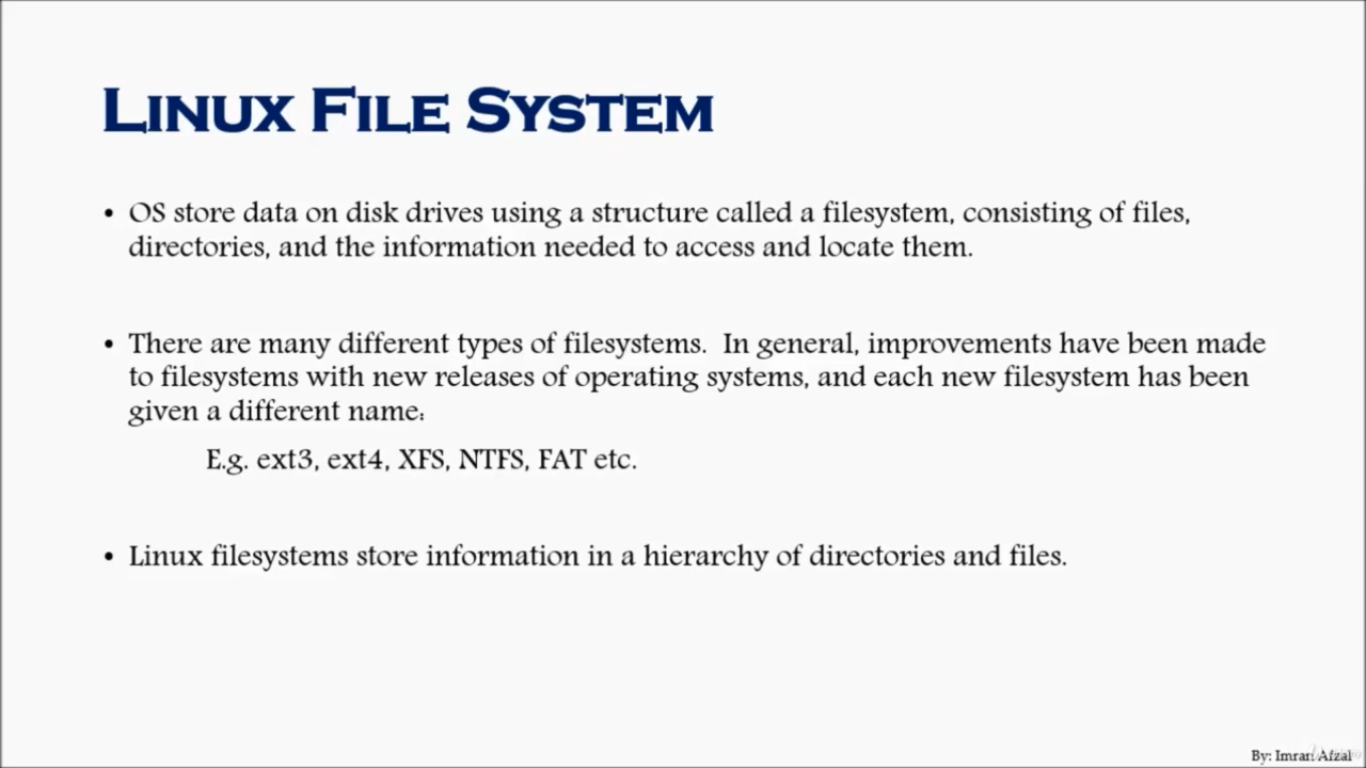 Linux File System
• OS store data on disk drives using a structure called a filesystem, consisting of files,
directories, and the information needed to access and locate them.
• There are many different types of filesystems.  In general, improvements have been made
to filesystems with new releases of operating systems, and each new filesystem has been
given a different name:
E.g. ext3, ext4, XFS, NTFS, FAT etc.
• Linux filesystems store information in a hierarchy of directories and files.
By: Imran Afzal